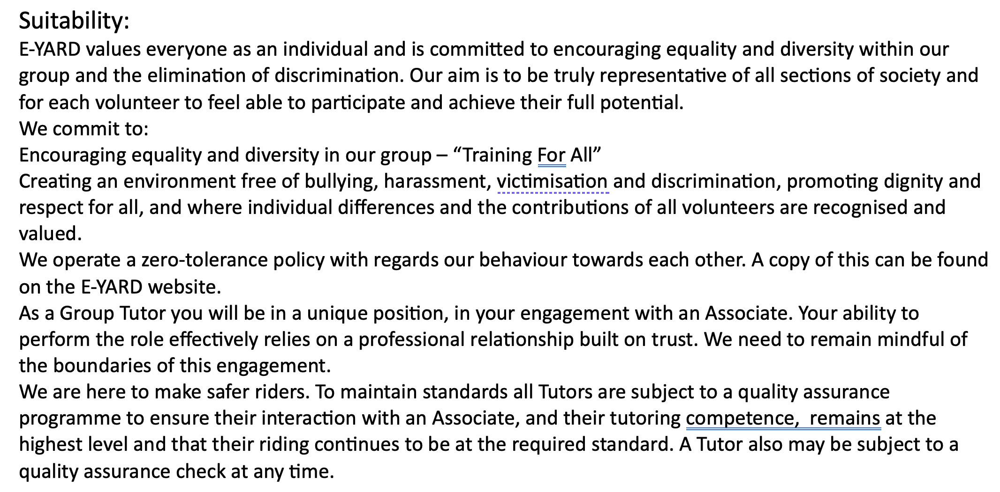 Suitability:
E-YARD values everyone as an individual and is committed to encouraging equality and diversity within our
group and the elimination of discrimination. Our aim is to be truly representative of all sections of society and
for each volunteer to feel able to participate and achieve their full potential.
We commit to:
Encouraging equality and diversity in our group – “Training For All”
Creating an environment free of bullying, harassment, victimisation and discrimination, promoting dignity and
respect for all, and where individual differences and the contributions of all volunteers are recognised and
valued.
We operate a zero-tolerance policy with regards our behaviour towards each other. A copy of this can be found
on the E-YARD website.
As a Group Tutor you will be in a unique position, in your engagement with an Associate. Your ability to
perform the role effectively relies on a professional relationship built on trust. We need to remain mindful of
the boundaries of this engagement.
We are here to make safer riders. To maintain standards all Tutors are subject to a quality assurance
programme to ensure their interaction with an Associate, and their tutoring competence,  remains at the
highest level and that their riding continues to be at the required standard. A Tutor also may be subject to a
quality assurance check at any time.